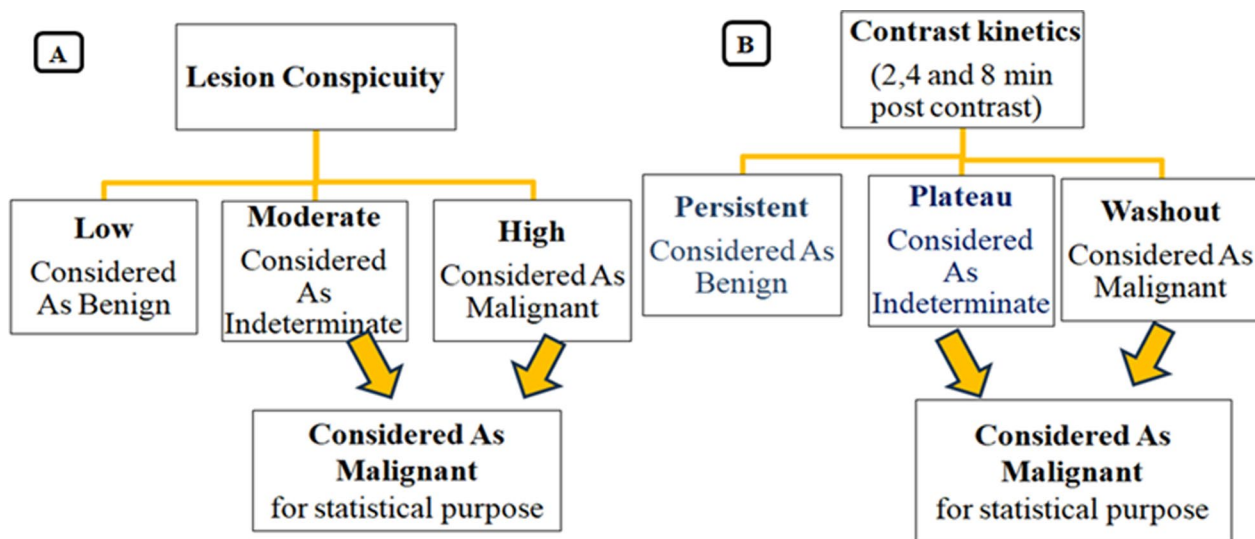 A
Lesion Conspicuity
Low
Considered
As Benign
Moderate
Considered
As
Indeterminate
High
Considered As
Malignant
Considered As
Malignant
for statistical purpose
B
Contrast kinetics
(2,4 and 8 min
post contrast)
Persistent
Considered As
Benign
Plateau
Considered
As
Indeterminate
Washout
Considered As
Malignant
Considered As
Malignant
for statistical purpose